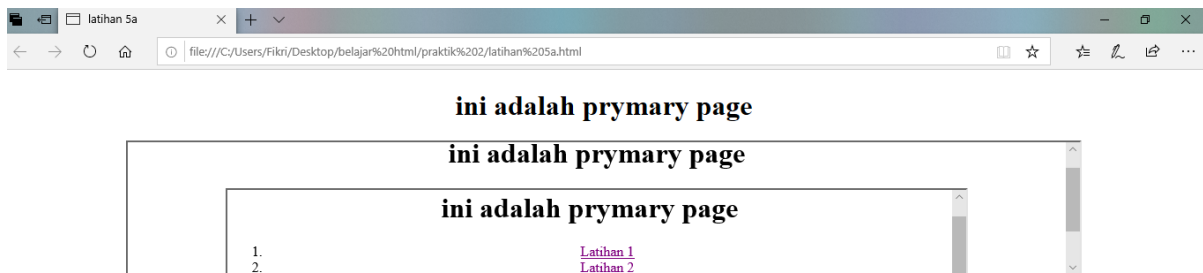 latihan 5a
file:///C:/Users/Fikri/Desktop/belajar%20html/praktik%202/latihan%205a.html
ini adalah prymary page
ini adalah prymary page
ini adalah prymary page
1. Latihan 1
2. Latihan 2